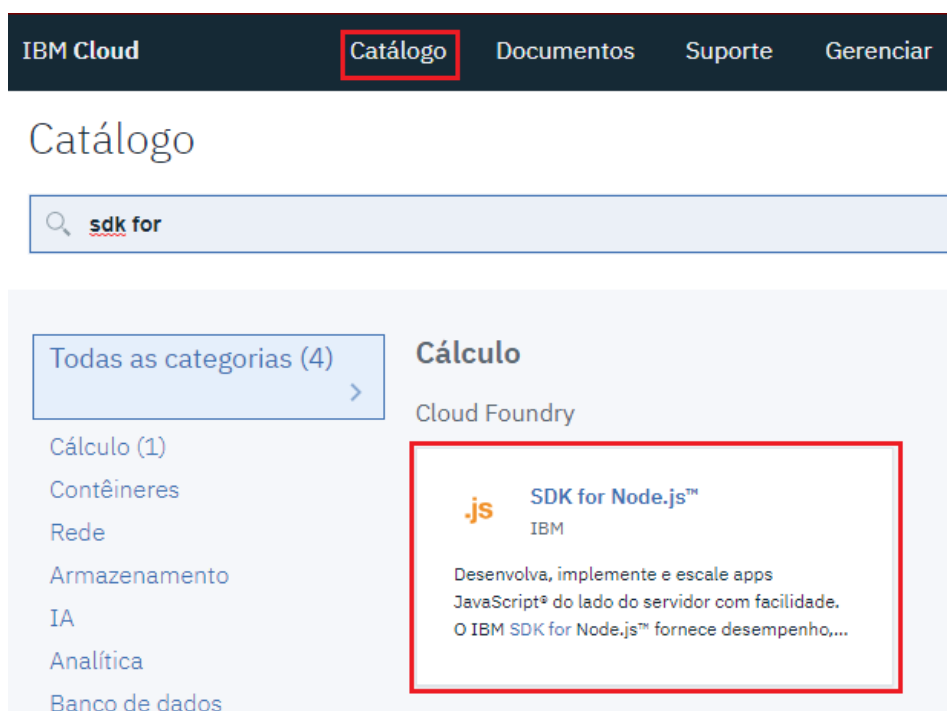 IBM Cloud Catálogo Documentos Suporte Gerenciar
Catálogo
sdk for
Todas as categorias (4)
>
Cálculo (1)
Contêineres
Rede
Armazenamento
IA
Analítica
Banco de dados
Cálculo
Cloud Foundry
.js
SDK for Node.js™
IBM
Desenvolva, implemente e escale apps
JavaScript® do lado do servidor com facilidade.
O IBM SDK for Node.js™ fornece desempenho,...